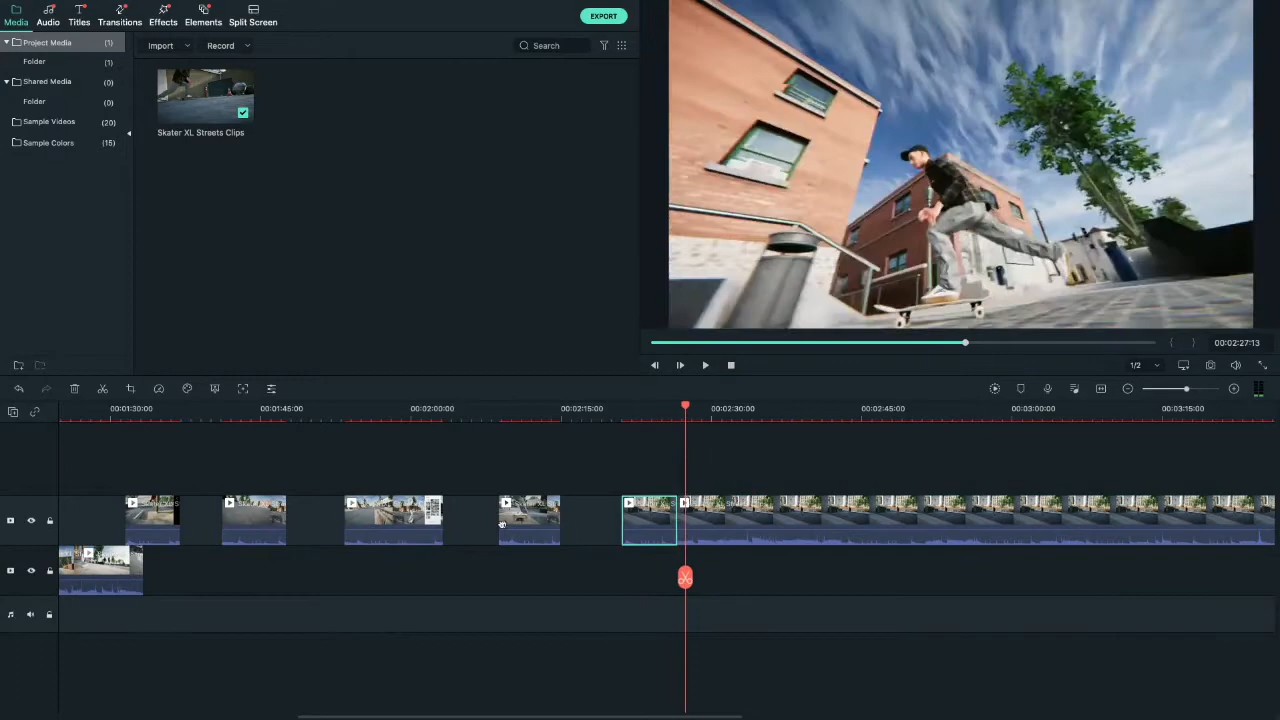 Media Audio Titles Transitions Effects Elements Split Screen
EXPORT
Project Media (1)
Folder (1)
Shared Media (0)
Folder (0)
Sample Videos (20)
Sample Colors (15)
Import Record Search
Skater XL Streets Clips
00:02:27:13
1/2
00:01:30:00 00:01:45:00 00:02:00:00 00:02:15:00 00:02:30:00 00:02:45:00 00:03:00:00 00:03:15:00